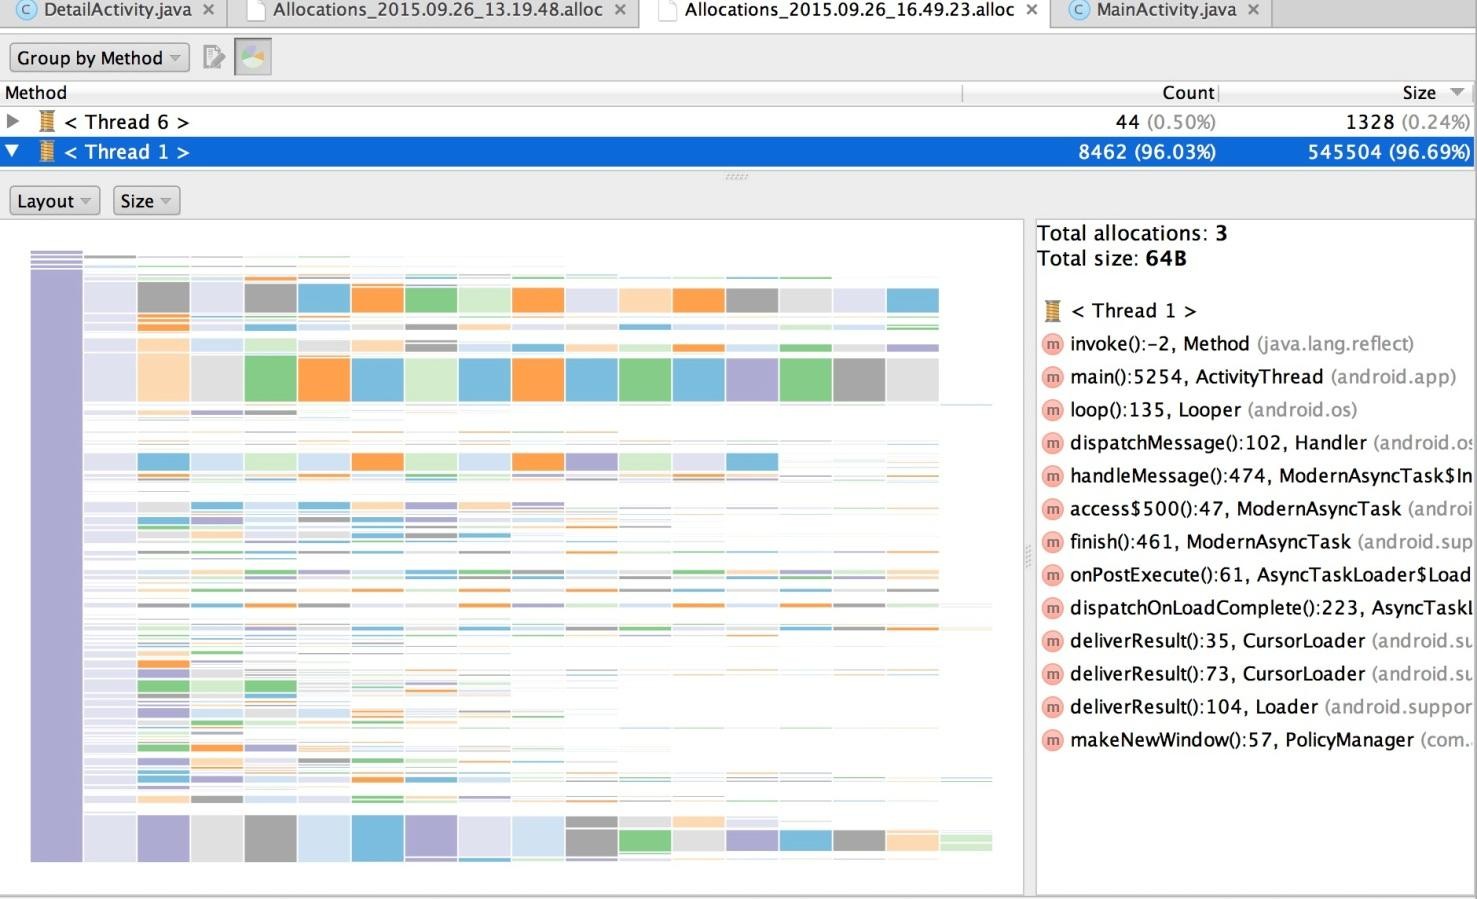 DetailActivity.java
Allocations_2015.09.26_13.19.48.alloc
Allocations_2015.09.26_16.49.23.alloc
MainActivity.java
Group by Method
Method Count Size
< Thread 6 > 44 (0.50%) 1328 (0.24%)
< Thread 1 > 8462 (96.03%) 545504 (96.69%)
Layout Size
Total allocations: 3
Total size: 64B
< Thread 1 >
m invoke():-2, Method (java.lang.reflect)
m main():5254, ActivityThread (android.app)
m loop():135, Looper (android.os)
m dispatchMessage():102, Handler (android.os
m handleMessage():474, ModernAsyncTask$In
m access$500():47, ModernAsyncTask (androi
m finish():461, ModernAsyncTask (android.sup
m onPostExecute():61, AsyncTaskLoader$Load
m dispatchOnLoadComplete():223, AsyncTaskL
m deliverResult():35, CursorLoader (android.su
m deliverResult():73, CursorLoader (android.su
m deliverResult():104, Loader (android.suppor
m makeNewWindow():57, PolicyManager (com.